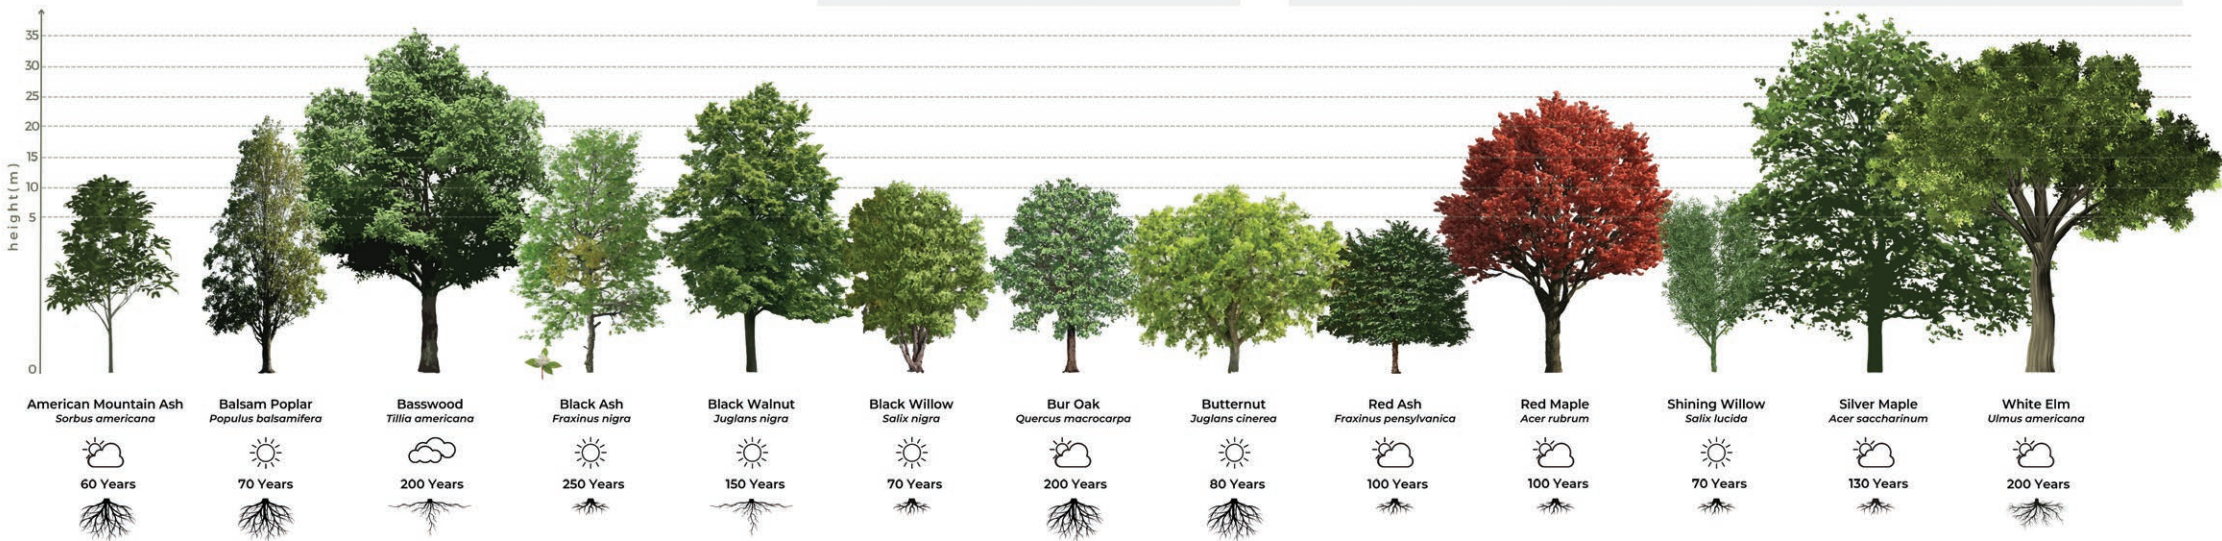 35
30
25
20
15
10
5
0
height(m)
American Mountain Ash
Sorbus americana
60 Years
Balsam Poplar
Populus balsamifera
70 Years
Basswood
Tillia americana
200 Years
Black Ash
Fraxinus nigra
250 Years
Black Walnut
Juglans nigra
150 Years
Black Willow
Salix nigra
70 Years
Bur Oak
Quercus macrocarpa
200 Years
Butternut
Juglans cinerea
80 Years
Red Ash
Fraxinus pensylvanica
100 Years
Red Maple
Acer rubrum
100 Years
Shining Willow
Salix lucida
70 Years
Silver Maple
Acer saccharinum
130 Years
White Elm
Ulmus americana
200 Years